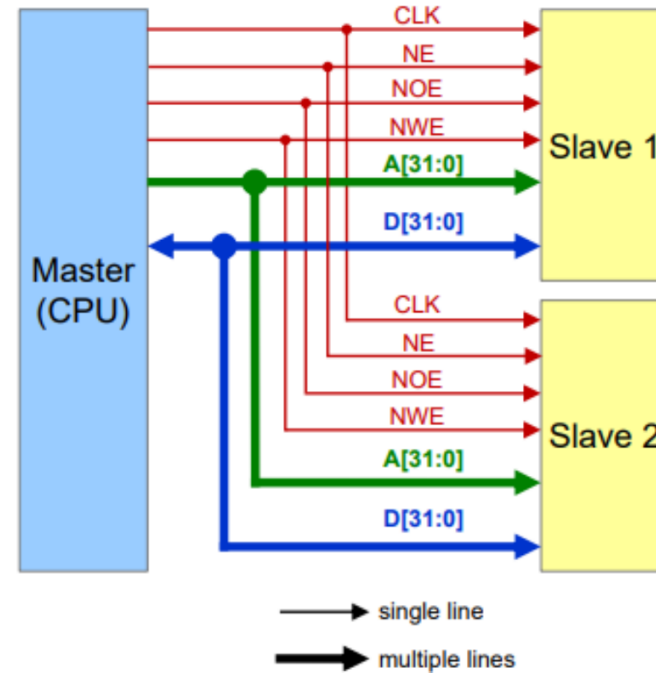 CLK
NE
NOE
NWE
A[31:0]
D[31:0]
Slave 1
Master
(CPU)
CLK
NE
NOE
NWE
A[31:0]
D[31:0]
Slave 2
single line
multiple lines